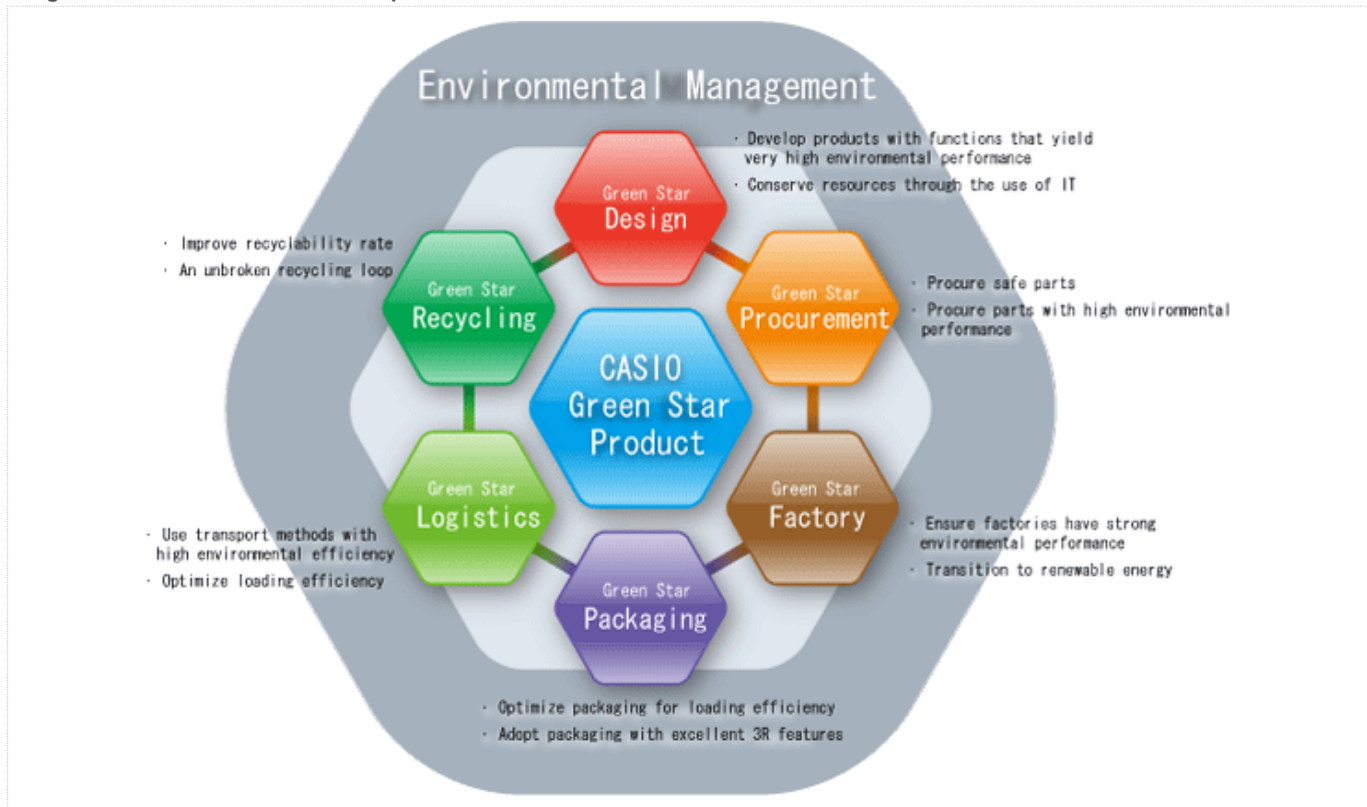 Environmental Management
· Develop products with functions that yield
very high environmental performance
· Conserve resources through the use of IT
Green Star
Design
· Improve recyclability rate
· An unbroken recycling loop
Green Star
Recycling
Green Star
Procurement
· Procure safe parts
· Procure parts with high environmental
performance
CASIO
Green Star
Product
Green Star
Logistics
Green Star
Factory
· Use transport methods with
high environmental efficiency
· Optimize loading efficiency
· Ensure factories have strong
environmental performance
· Transition to renewable energy
Green Star
Packaging
· Optimize packaging for loading efficiency
· Adopt packaging with excellent 3R features